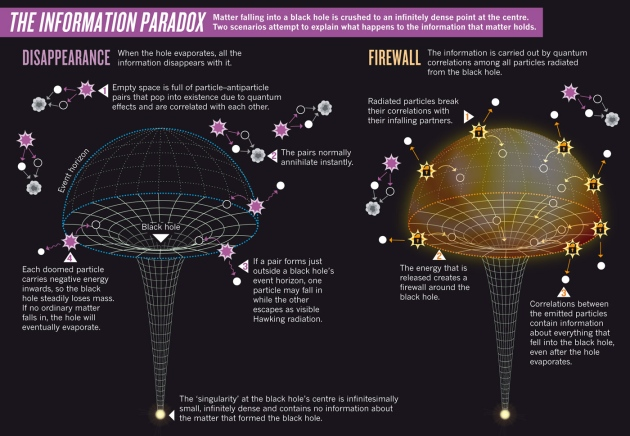 THE INFORMATION PARADOX
Matter falling into a black hole is crushed to an infinitely dense point at the centre.
Two scenarios attempt to explain what happens to the information that matter holds.
DISAPPEARANCE
When the hole evaporates, all the
information disappears with it.
1
Empty space is full of particle–antiparticle
pairs that pop into existence due to quantum
effects and are correlated with each other.
2
The pairs normally
annihilate instantly.
Event horizon
Black hole
3
If a pair forms just
outside a black hole's
event horizon, one
particle may fall in
while the other
escapes as visible
Hawking radiation.
4
Each doomed particle
carries negative energy
inwards, so the black
hole steadily loses mass.
If no ordinary matter
falls in, the hole will
eventually evaporate.
The 'singularity' at the black hole's centre is infinitesimally
small, infinitely dense and contains no information about
the matter that formed the black hole.
FIREWALL
The information is carried out by quantum
correlations among all particles radiated
from the black hole.
Radiated particles break
their correlations with
their infalling partners.
1
2
The energy that is
released creates a
firewall around the
black hole.
3
Correlations between
the emitted particles
contain information
about everything that
fell into the black hole,
even after the hole
evaporates.